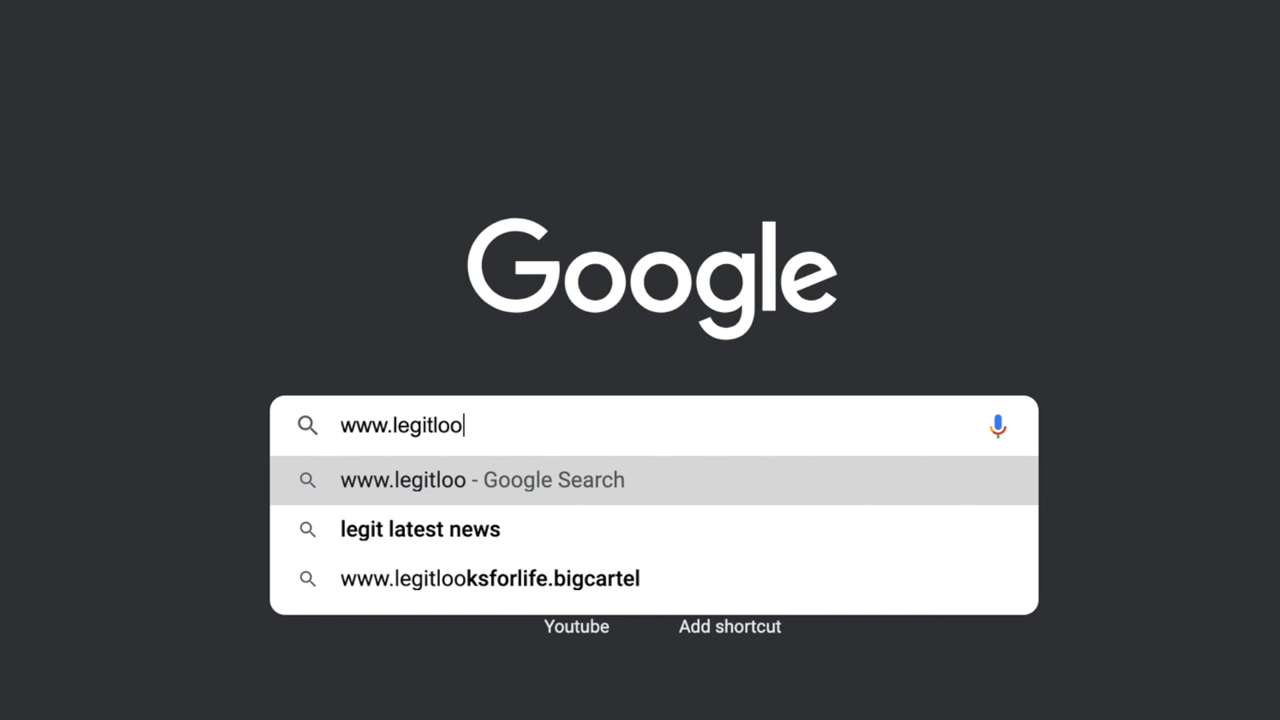 Google
www.legitloo
www.legitloo - Google Search
legit latest news
www.legitlooksforlife.bigcartel
Youtube Add shortcut